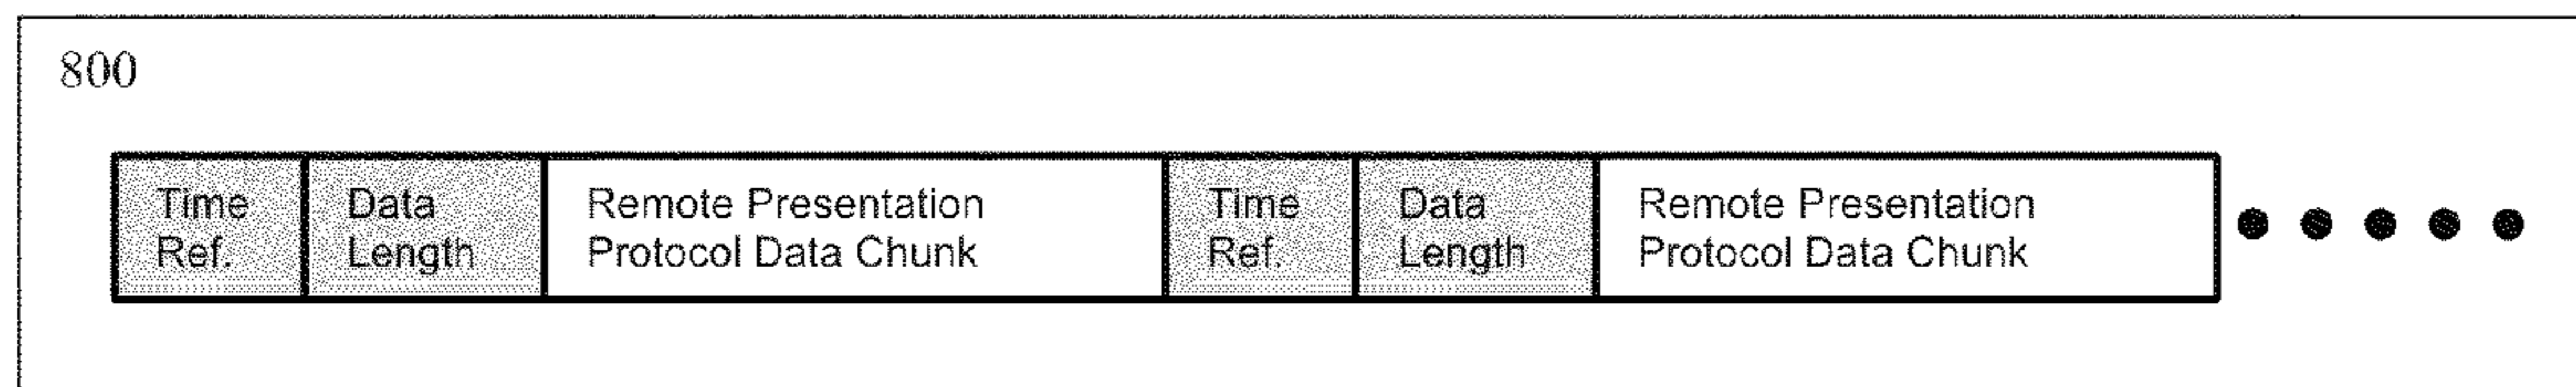 800
Time
Ref.
Data
Length
Remote Presentation
Protocol Data Chunk
Time
Ref.
Data
Length
Remote Presentation
Protocol Data Chunk